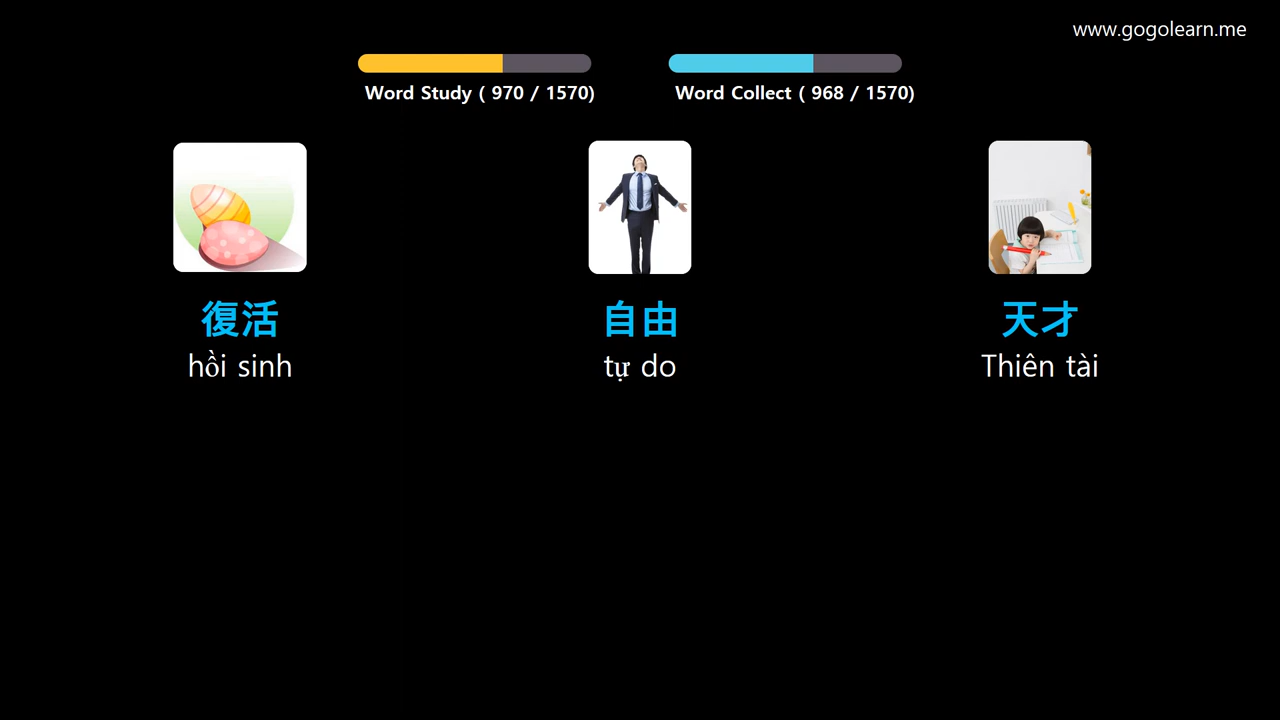 www.gogolearn.me
Word Study ( 970 / 1570)
Word Collect ( 968 / 1570)
復活
hồi sinh
自由
tự do
天才
Thiên tài